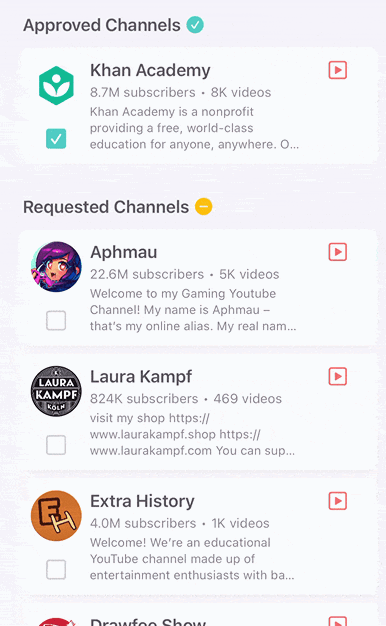 Approved Channels
Khan Academy
8.7M subscribers • 8K videos
Khan Academy is a nonprofit
providing a free, world-class
education for anyone, anywhere. O...
Requested Channels
Aphmau
22.6M subscribers • 5K videos
Welcome to my Gaming Youtube
Channel! My name is Aphmau –
that's my online alias. My real nam...
Laura Kampf
824K subscribers • 469 videos
LAURA
KAMPF
KÖLN
visit my shop https://
www.laurakampf.shop https://
www.laurakampf.com You can sup...
Extra History
4.0M subscribers • 1K videos
EH
Welcome! We're an educational
YouTube channel made up of
entertainment enthusiasts with ba...
Drawfee Show